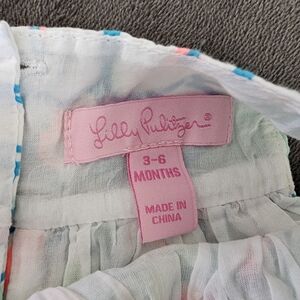 Lilly Pulitzer®
3-6
MONTHS
MADE IN
CHINA